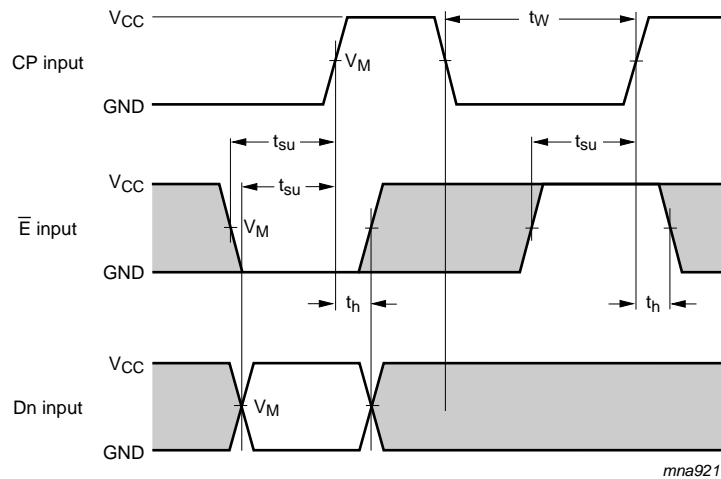 VCC
tW
CP input
VM
GND
tsu
tsu
VCC
tsu
E̅ input
VM
GND
th
th
VCC
Dn input
VM
GND
mna921